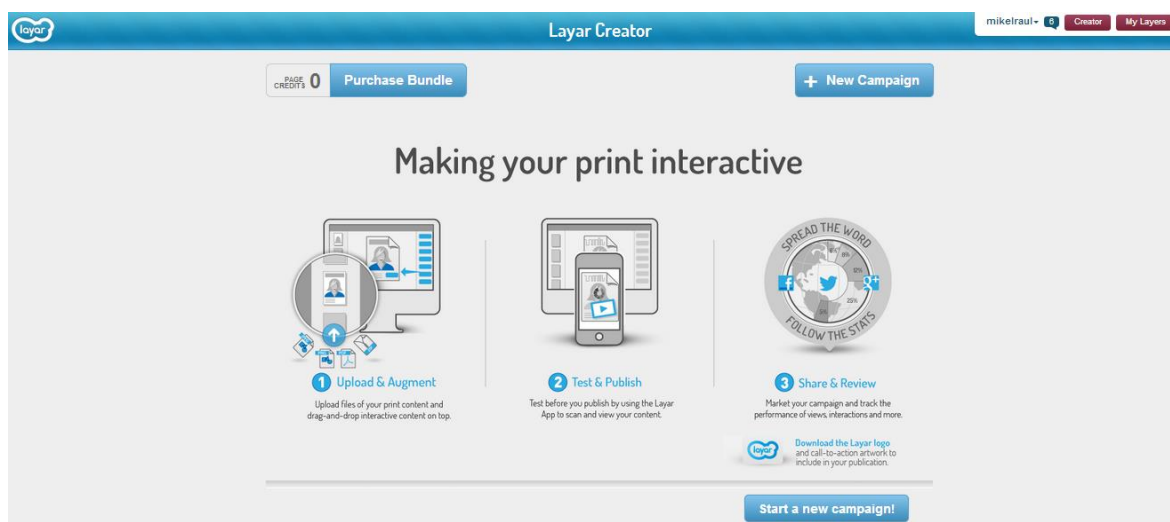 layar
Layar Creator
mikelraul
6
Creator
My Layers
PAGE CREDITS 0
Purchase Bundle
+ New Campaign
Making your print interactive
SPREAD THE WORD
FOLLOW THE STATS
25%
1 Upload & Augment
Upload files of your print content and
drag-and-drop interactive content on top.
2 Test & Publish
Test before you publish by using the Layar
App to scan and view your content.
3 Share & Review
Market your campaign and track the
performance of views, interactions and more.
layar
Download the Layar logo
and call-to-action artwork to
include in your publication.
Start a new campaign!